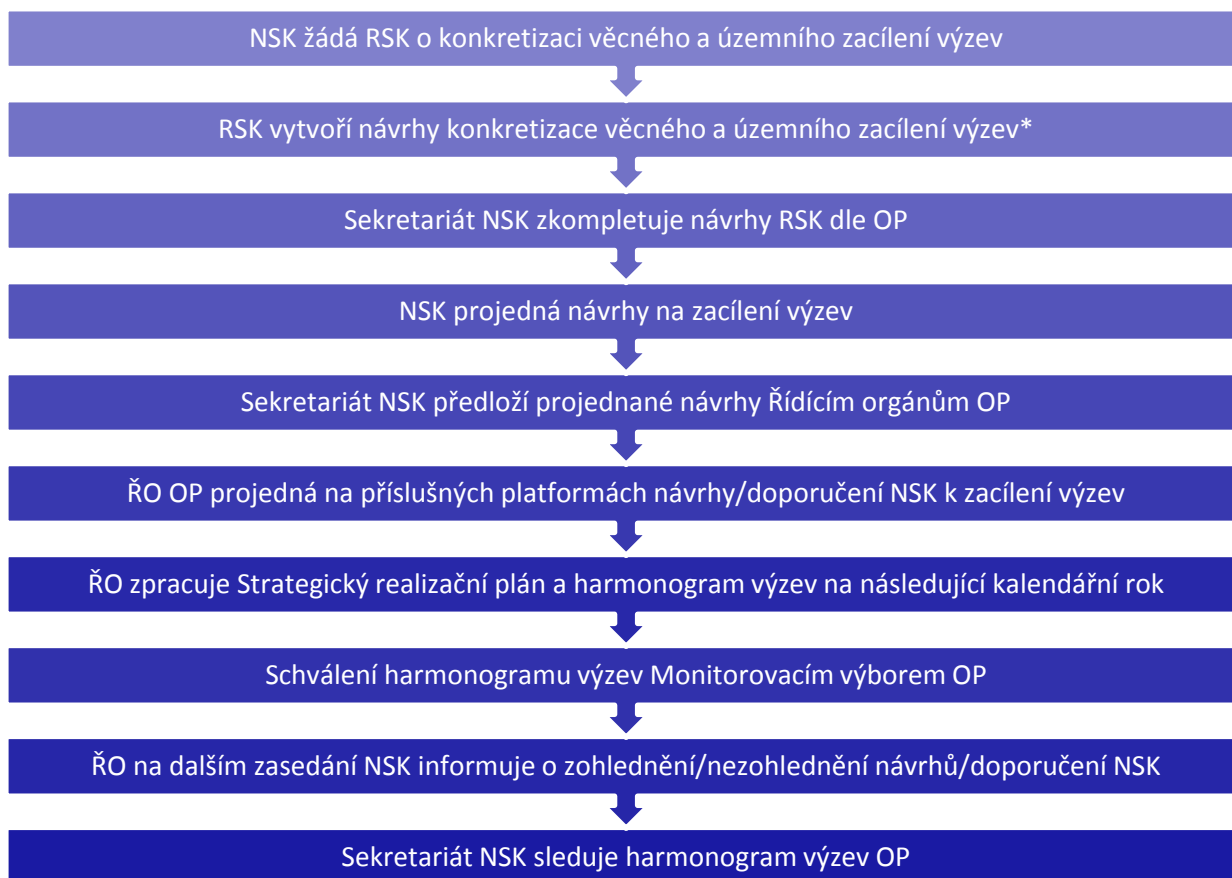 NSK žádá RSK o konkretizaci věcného a územního zacílení výzev
RSK vytvoří návrhy konkretizace věcného a územního zacílení výzev*
Sekretariát NSK zkompletuje návrhy RSK dle OP
NSK projedná návrhy na zacílení výzev
Sekretariát NSK předloží projednané návrhy Řídícím orgánům OP
ŘO OP projedná na příslušných platformách návrhy/doporučení NSK k zacílení výzev
ŘO zpracuje Strategický realizační plán a harmonogram výzev na následující kalendářní rok
Schválení harmonogramu výzev Monitorovacím výborem OP
ŘO na dalším zasedání NSK informuje o zohlednění/nezohlednění návrhů/doporučení NSK
Sekretariát NSK sleduje harmonogram výzev OP